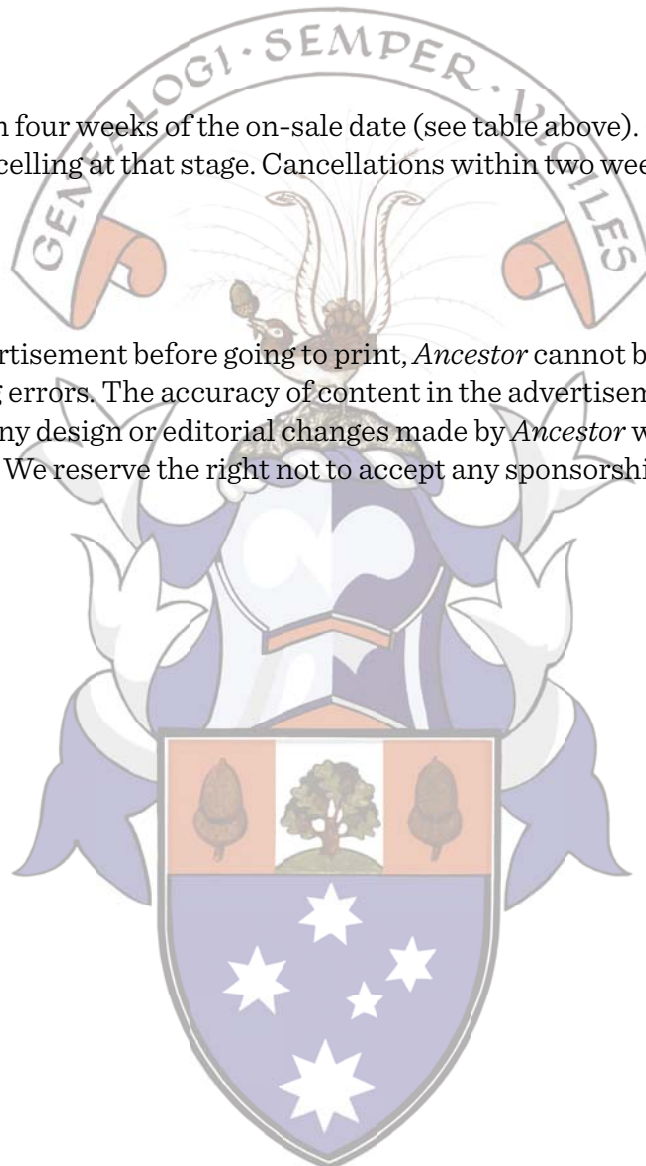 GENEALOGI · SEMPER · VIGILES
four weeks of the on-sale date (see table above).
celling at that stage. Cancellations within two wee
rtisement before going to print, Ancestor cannot b
g errors. The accuracy of content in the advertisem
ny design or editorial changes made by Ancestor w
We reserve the right not to accept any sponsorshi